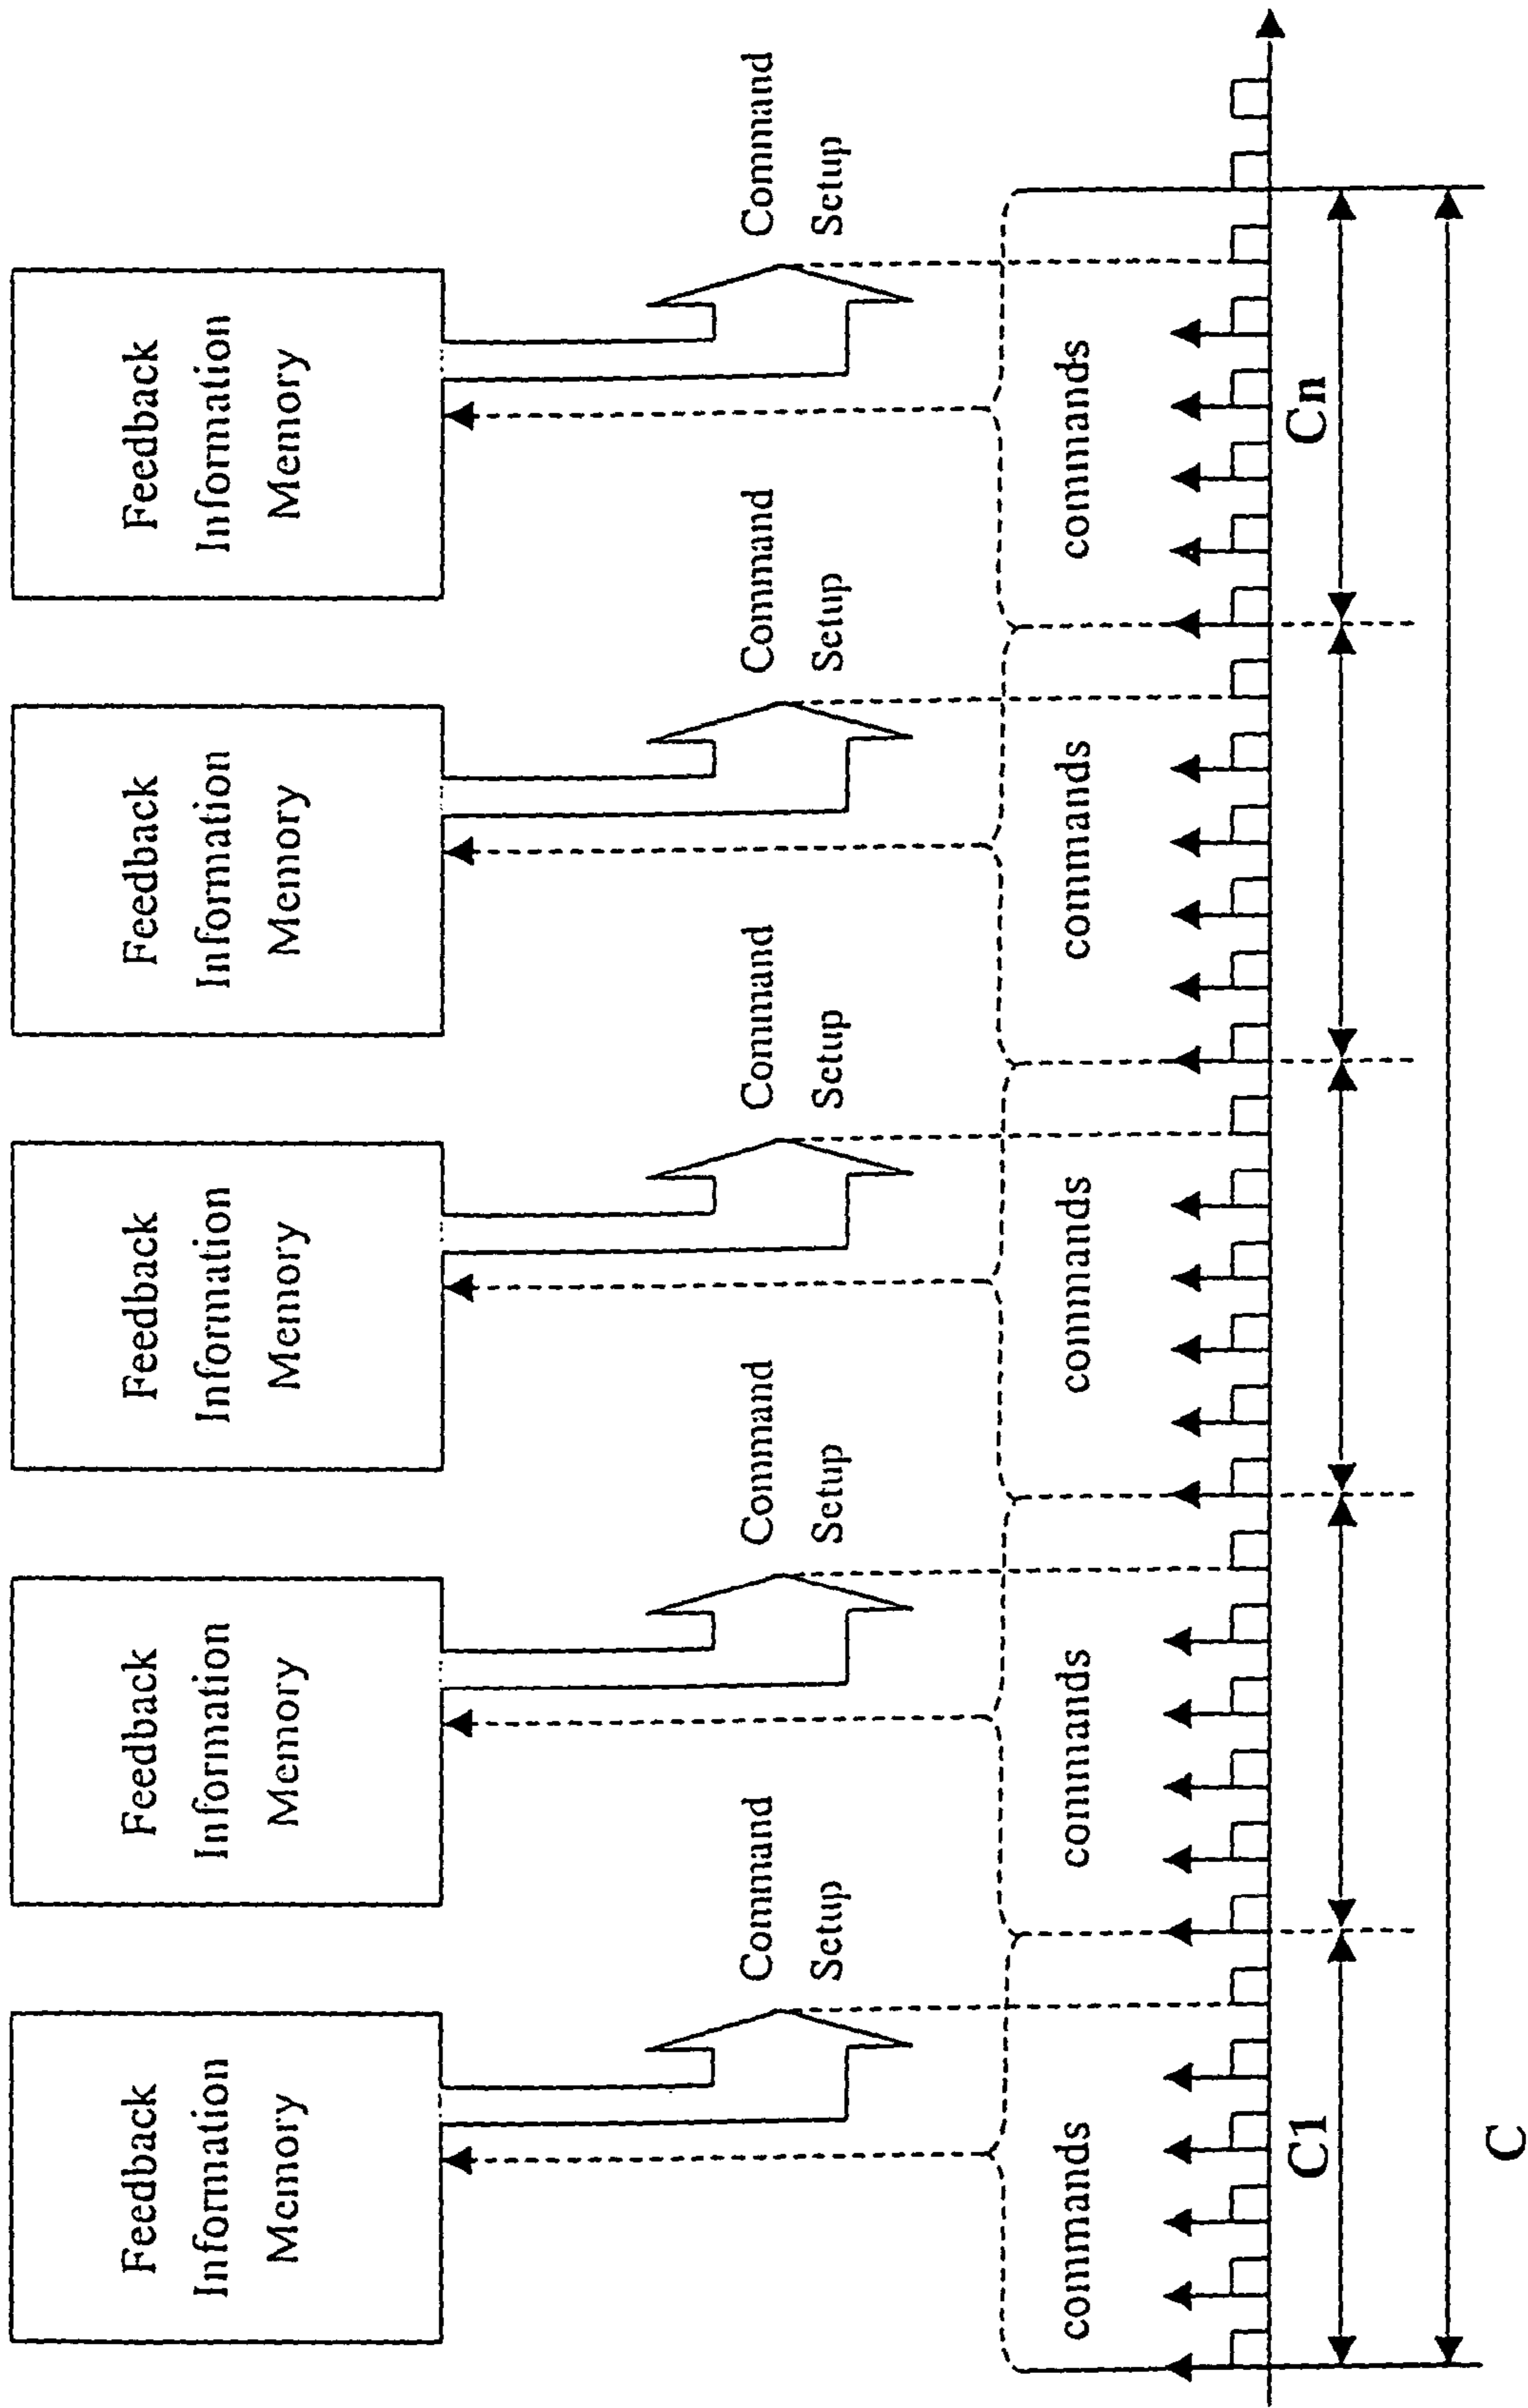 Feedback
Information
Memory
Feedback
Information
Memory
Feedback
Information
Memory
Feedback
Information
Memory
Feedback
Information
Memory
Command
Setup
Command
Setup
Command
Setup
Command
Setup
Command
Setup
commands
commands
commands
commands
commands
C1
Cn
C